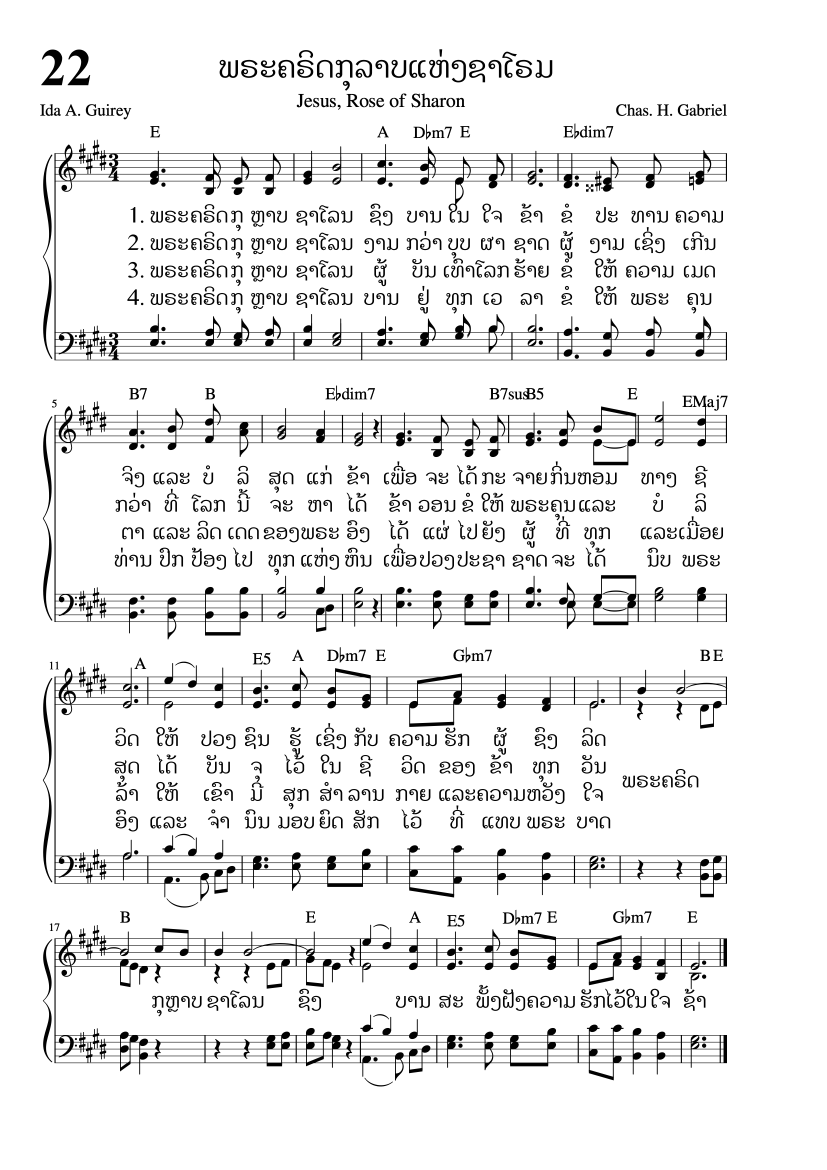 22
ພຣະຄຣິດກຸລາບແຫ່ງຊາໂຣມ
Jesus, Rose of Sharon
Ida A. Guirey
Chas. H. Gabriel
E A D♭m7 E E♭dim7
1. ພຣະຄຣິດກຸ ຫຼາບ ຊາໂລນ ຊົງ ບານ ໃນ ໃຈ ຂ້າ ຂໍ ປະ ທານ ຄວາມ
2. ພຣະຄຣິດກຸ ຫຼາບ ຊາໂລນ ງາມ ກວ່າ ບຸບ ຜາ ຊາດ ຜູ້ ງາມ ເຊິ່ງ ເກີນ
3. ພຣະຄຣິດກຸ ຫຼາບ ຊາໂລນ ຜູ້ ບັນ ເທົາໂລກ ຮ້າຍ ຂໍ ໃຫ້ ຄວາມ ເມດ
4. ພຣະຄຣິດກຸ ຫຼາບ ຊາໂລນ ບານ ຢູ່ ທຸກ ເວ ລາ ຂໍ ໃຫ້ ພຣະ ຄຸນ
5 B7 B E♭dim7 B7sus B5 E EMaj7
ຈິງ ແລະ ບໍ ລິ ສຸດ ແກ່ ຂ້າ ເພື່ອ ຈະ ໄດ້ ກະ ຈາຍ ກິ່ນຫອມ ທາງ ຊີ
ກວ່າ ທີ່ ໂລກ ນີ້ ຈະ ຫາ ໄດ້ ຂ້າ ວອນ ຂໍ ໃຫ້ ພຣະຄຸນ ແລະ ບໍ ລິ
ຕາ ແລະ ລິດ ເດດ ຂອງພຣະ ອົງ ໄດ້ ແຜ່ ໄປ ຍັງ ຜູ້ ທີ່ ທຸກ ແລະເມື່ອຍ
ທ່ານ ປົກ ປ້ອງ ໄປ ທຸກ ແຫ່ງ ຫົນ ເພື່ອປວງປະຊາ ຊາດ ຈະ ໄດ້ ນົບ ພຣະ
11 A E5 A D♭m7 E G♭m7 B E
ວິດ ໃຫ້ ປວງ ຊົນ ຮູ້ ເຊິ່ງ ກັບ ຄວາມ ຮັກ ຜູ້ ຊົງ ລິດ
ສຸດ ໄດ້ ບັນ ຈຸ ໄວ້ ໃນ ຊີ ວິດ ຂອງ ຂ້າ ທຸກ ວັນ
ລ້າ ໃຫ້ ເຂົາ ມີ ສຸກ ສຳ ລານ ກາຍ ແລະຄວາມຫວັງ ໃຈ
ພຣະຄຣິດ
ອົງ ແລະ ຈຳ ນົນ ມອບ ຍົດ ສັກ ໄວ້ ທີ່ ແທບ ພຣະ ບາດ
17 B E A E5 D♭m7 E G♭m7 E
ກຸຫຼາບ ຊາໂລນ ຊົງ ບານ ສະ ພັ້ງຝັງຄວາມ ຮັກໄວ້ໃນ ໃຈ ຊ້າ